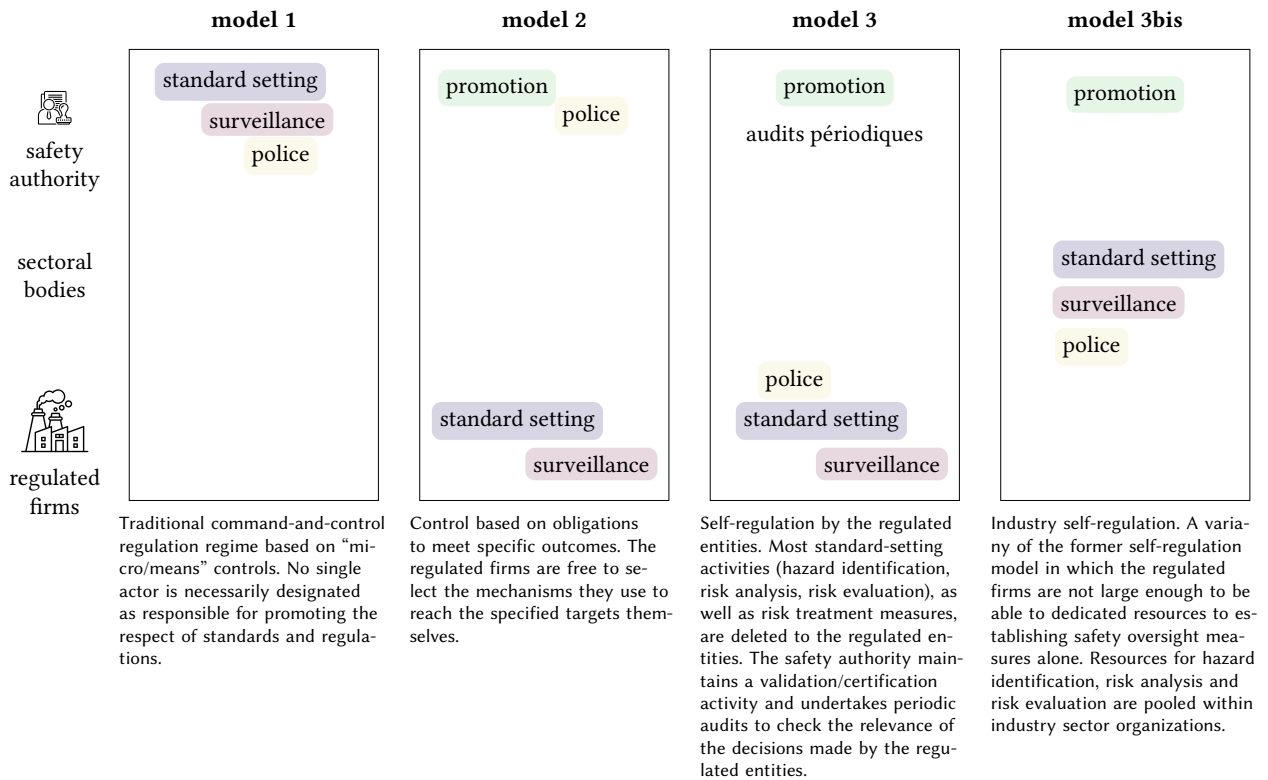 model 1
model 2
model 3
model 3bis
safety
authority
sectoral
bodies
regulated
firms
standard setting
surveillance
police
promotion
police
standard setting
surveillance
promotion
audits périodiques
police
standard setting
surveillance
promotion
standard setting
surveillance
police
Traditional command-and-control
regulation regime based on “mi-
cro/means” controls. No single
actor is necessarily designated
as responsible for promoting the
respect of standards and regula-
tions.
Control based on obligations
to meet specific outcomes. The
regulated firms are free to se-
lect the mechanisms they use to
reach the specified targets them-
selves.
Self-regulation by the regulated
entities. Most standard-setting
activities (hazard identification,
risk analysis, risk evaluation), as
well as risk treatment measures,
are deleted to the regulated en-
tities. The safety authority main-
tains a validation/certification
activity and undertakes periodic
audits to check the relevance of
the decisions made by the regu-
lated entities.
Industry self-regulation. A varia-
ny of the former self-regulation
model in which the regulated
firms are not large enough to be
able to dedicated resources to es-
tablishing safety oversight mea-
sures alone. Resources for hazard
identification, risk analysis and
risk evaluation are pooled within
industry sector organizations.